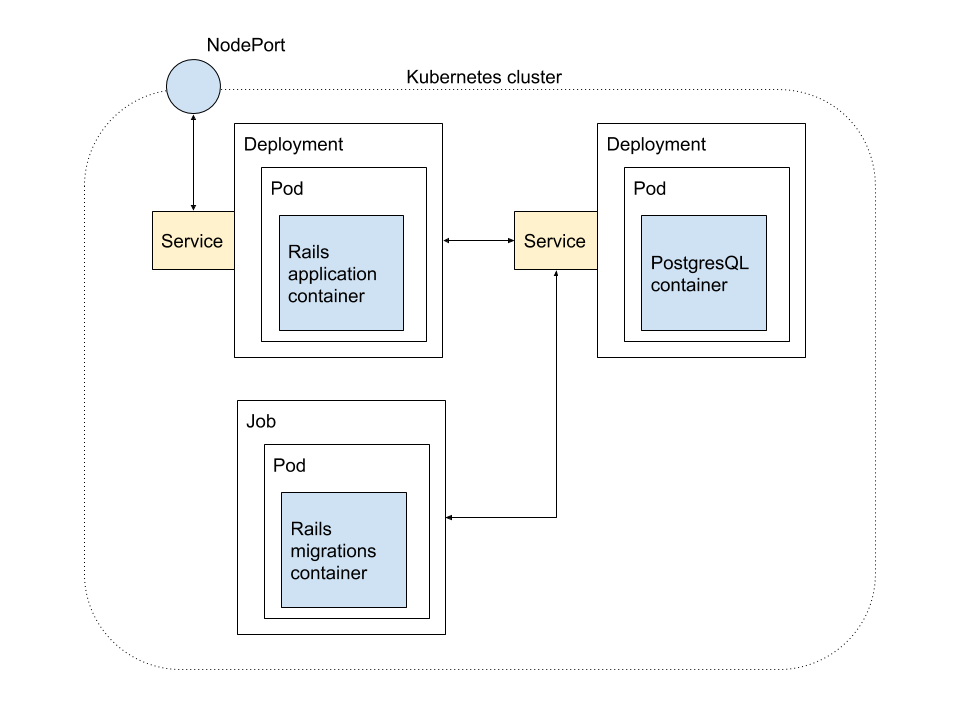 NodePort
Kubernetes cluster
Deployment
Pod
Service
Rails
application
container
Deployment
Pod
Service
PostgresQL
container
Job
Pod
Rails
migrations
container